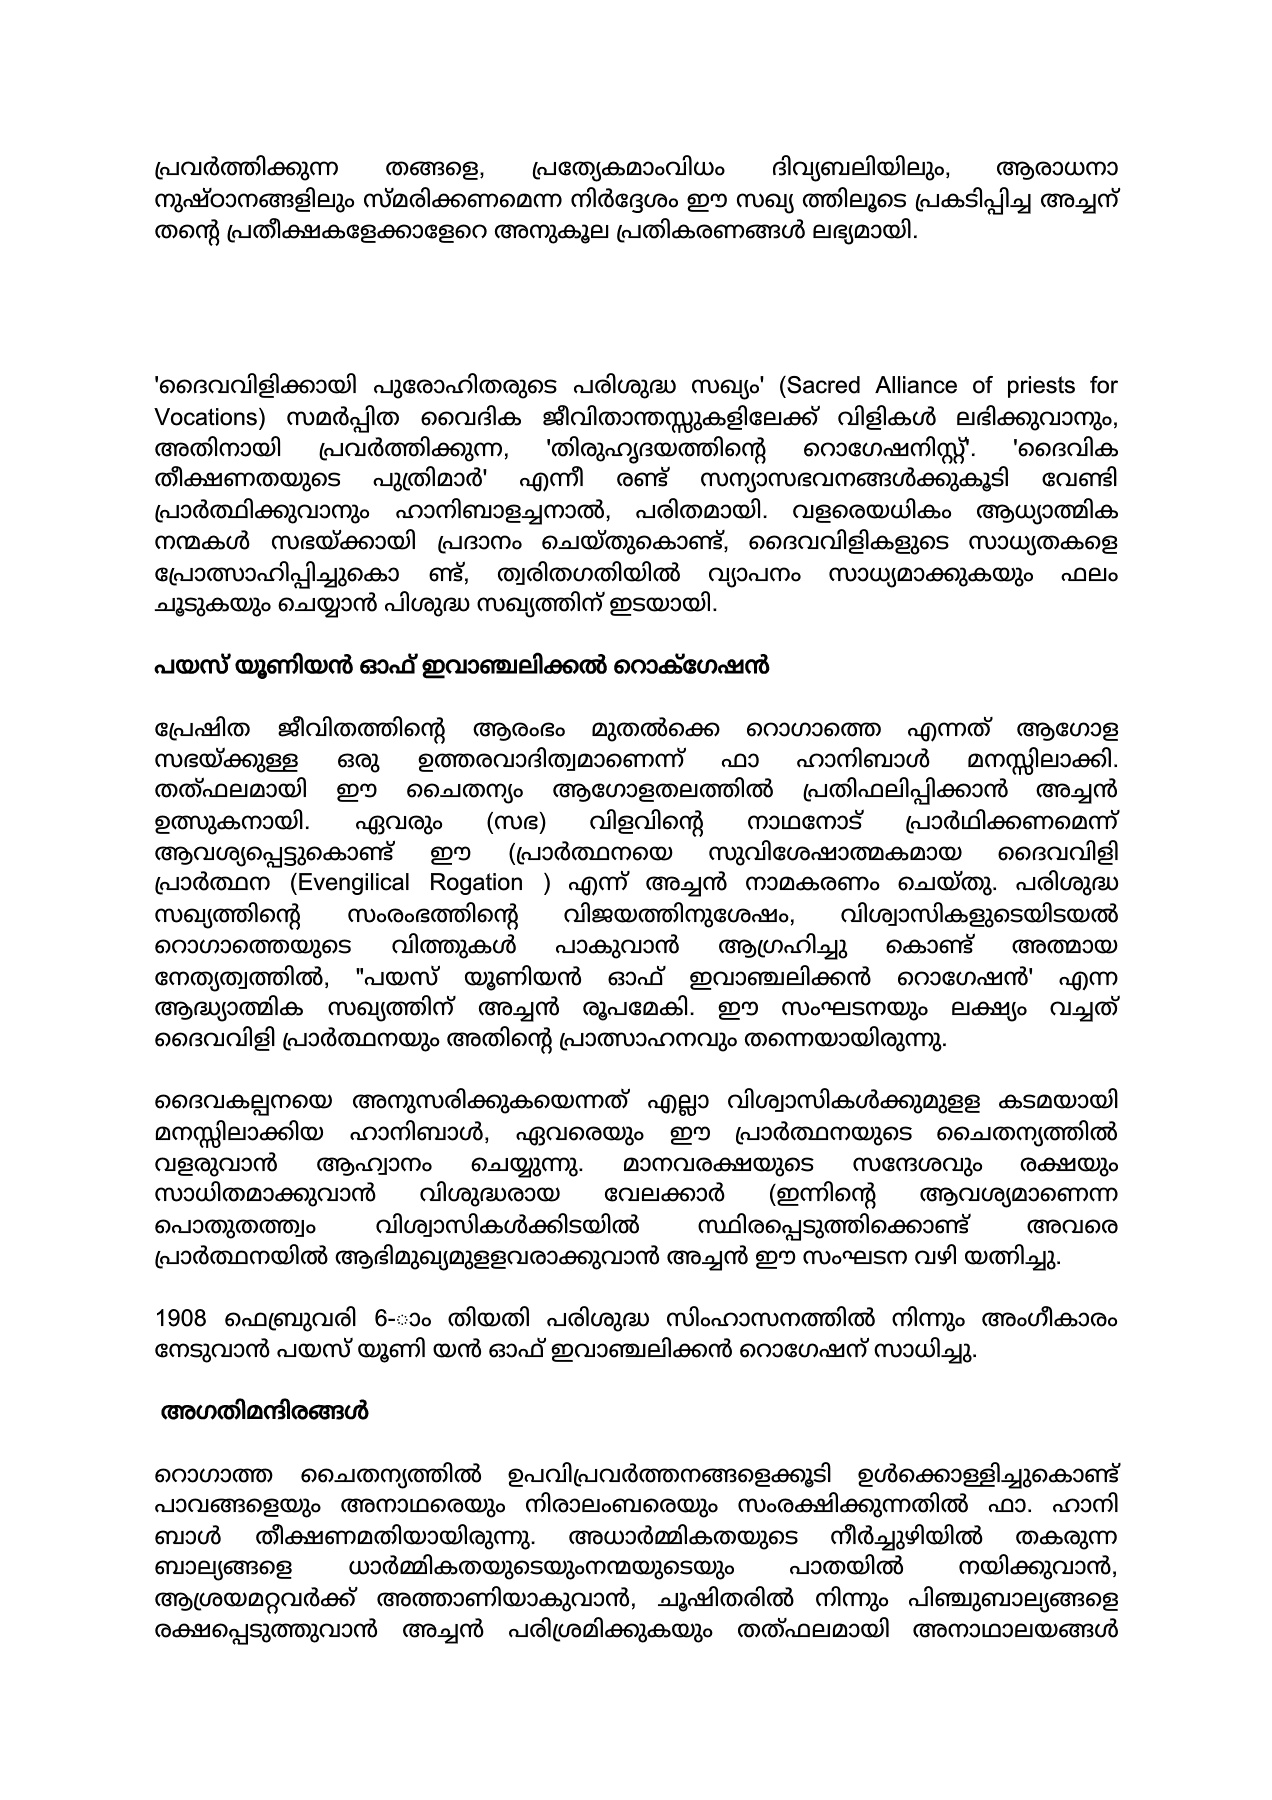 പ്രവർത്തിക്കുന്ന തങ്ങളെ, പ്രത്യേകമാംവിധം ദിവ്യബലിയിലും, ആരാധനാ
നുഷ്ഠാനങ്ങളിലും സ്മരിക്കണമെന്ന നിർദ്ദേശം ഈ സഖ്യ ത്തിലൂടെ പ്രകടിപ്പിച്ച അച്ചന്
തന്റെ പ്രതീക്ഷകളേക്കാളേറെ അനുകൂല പ്രതികരണങ്ങൾ ലഭ്യമായി.
'ദൈവവിളിക്കായി പുരോഹിതരുടെ പരിശുദ്ധ സഖ്യം' (Sacred Alliance of priests for
Vocations) സമർപ്പിത വൈദിക ജീവിതാന്തസ്സുകളിലേക്ക് വിളികൾ ലഭിക്കുവാനും,
അതിനായി പ്രവർത്തിക്കുന്ന, 'തിരുഹൃദയത്തിന്റെ റൊഗേഷനിസ്റ്റ്'. 'ദൈവിക
തീക്ഷണതയുടെ പുത്രിമാർ' എന്നീ രണ്ട് സന്യാസഭവനങ്ങൾക്കുകൂടി വേണ്ടി
പ്രാർത്ഥിക്കുവാനും ഹാനിബാളച്ചനാൽ, പരിതമായി. വളരെയധികം ആധ്യാത്മിക
നന്മകൾ സഭയ്ക്കായി പ്രദാനം ചെയ്തുകൊണ്ട്, ദൈവവിളികളുടെ സാധ്യതകളെ
പ്രോത്സാഹിപ്പിച്ചുകൊ ണ്ട്, ത്വരിതഗതിയിൽ വ്യാപനം സാധ്യമാക്കുകയും ഫലം
ചൂടുകയും ചെയ്യാൻ പിശുദ്ധ സഖ്യത്തിന് ഇടയായി.
പയസ് യൂണിയൻ ഓഫ് ഇവാഞ്ചലിക്കൽ റൊക്ഗേഷൻ
പ്രേഷിത ജീവിതത്തിന്റെ ആരംഭം മുതൽക്കെ റൊഗാത്തെ എന്നത് ആഗോള
സഭയ്ക്കുള്ള ഒരു ഉത്തരവാദിത്വമാണെന്ന് ഫാ ഹാനിബാൾ മനസ്സിലാക്കി.
തത്ഫലമായി ഈ ചൈതന്യം ആഗോളതലത്തിൽ പ്രതിഫലിപ്പിക്കാൻ അച്ചൻ
ഉത്സുകനായി. ഏവരും (സഭ) വിളവിന്റെ നാഥനോട് പ്രാർഥിക്കണമെന്ന്
ആവശ്യപ്പെട്ടുകൊണ്ട് ഈ (പ്രാർത്ഥനയെ സുവിശേഷാത്മകമായ ദൈവവിളി
പ്രാർത്ഥന (Evengilical Rogation ) എന്ന് അച്ചൻ നാമകരണം ചെയ്തു. പരിശുദ്ധ
സഖ്യത്തിന്റെ സംരംഭത്തിന്റെ വിജയത്തിനുശേഷം, വിശ്വാസികളുടെയിടയൽ
റൊഗാത്തെയുടെ വിത്തുകൾ പാകുവാൻ ആഗ്രഹിച്ചു കൊണ്ട് അത്മായ
നേത്യത്വത്തിൽ, "പയസ് യൂണിയൻ ഓഫ് ഇവാഞ്ചലിക്കൻ റൊഗേഷൻ' എന്ന
ആദ്ധ്യാത്മിക സഖ്യത്തിന് അച്ചൻ രൂപമേകി. ഈ സംഘടനയും ലക്ഷ്യം വച്ചത്
ദൈവവിളി പ്രാർത്ഥനയും അതിന്റെ പ്രാത്സാഹനവും തന്നെയായിരുന്നു.
ദൈവകല്പനയെ അനുസരിക്കുകയെന്നത് എല്ലാ വിശ്വാസികൾക്കുമുളള കടമയായി
മനസ്സിലാക്കിയ ഹാനിബാൾ, ഏവരെയും ഈ പ്രാർത്ഥനയുടെ ചൈതന്യത്തിൽ
വളരുവാൻ ആഹ്വാനം ചെയ്യുന്നു. മാനവരക്ഷയുടെ സന്ദേശവും രക്ഷയും
സാധിതമാക്കുവാൻ വിശുദ്ധരായ വേലക്കാർ (ഇന്നിന്റെ ആവശ്യമാണെന്ന
പൊതുതത്ത്വം വിശ്വാസികൾക്കിടയിൽ സ്ഥിരപ്പെടുത്തിക്കൊണ്ട് അവരെ
പ്രാർത്ഥനയിൽ ആഭിമുഖ്യമുളളവരാക്കുവാൻ അച്ചൻ ഈ സംഘടന വഴി യത്നിച്ചു.
1908 ഫെബ്രുവരി 6-ാം തിയതി പരിശുദ്ധ സിംഹാസനത്തിൽ നിന്നും അംഗീകാരം
നേടുവാൻ പയസ് യൂണി യൻ ഓഫ് ഇവാഞ്ചലിക്കൻ റൊഗേഷന് സാധിച്ചു.
അഗതിമന്ദിരങ്ങൾ
റൊഗാത്ത ചൈതന്യത്തിൽ ഉപവിപ്രവർത്തനങ്ങളെക്കൂടി ഉൾക്കൊള്ളിച്ചുകൊണ്ട്
പാവങ്ങളെയും അനാഥരെയും നിരാലംബരെയും സംരക്ഷിക്കുന്നതിൽ ഫാ. ഹാനി
ബാൾ തീക്ഷണമതിയായിരുന്നു. അധാർമ്മികതയുടെ നീർച്ചുഴിയിൽ തകരുന്ന
ബാല്യങ്ങളെ ധാർമ്മികതയുടെയുംനന്മയുടെയും പാതയിൽ നയിക്കുവാൻ,
ആശ്രയമറ്റവർക്ക് അത്താണിയാകുവാൻ, ചൂഷിതരിൽ നിന്നും പിഞ്ചുബാല്യങ്ങളെ
രക്ഷപ്പെടുത്തുവാൻ അച്ചൻ പരിശ്രമിക്കുകയും തത്ഫലമായി അനാഥാലയങ്ങൾ